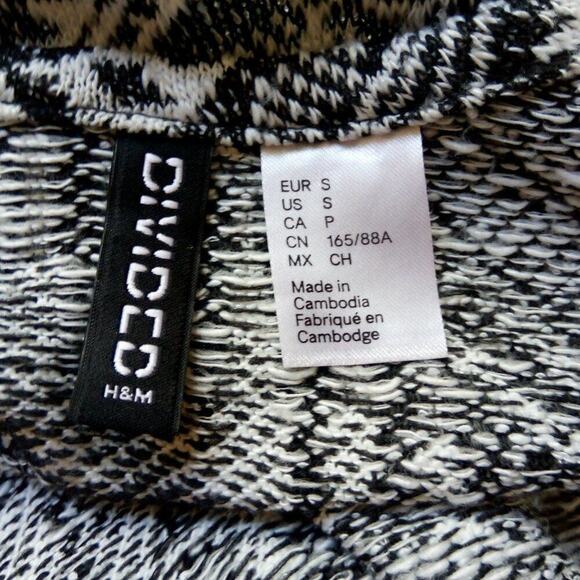 DIVIDED
H&M
EUR S
US S
CA P
CN 165/88A
MX CH
Made in
Cambodia
Fabriqué en
Cambodge